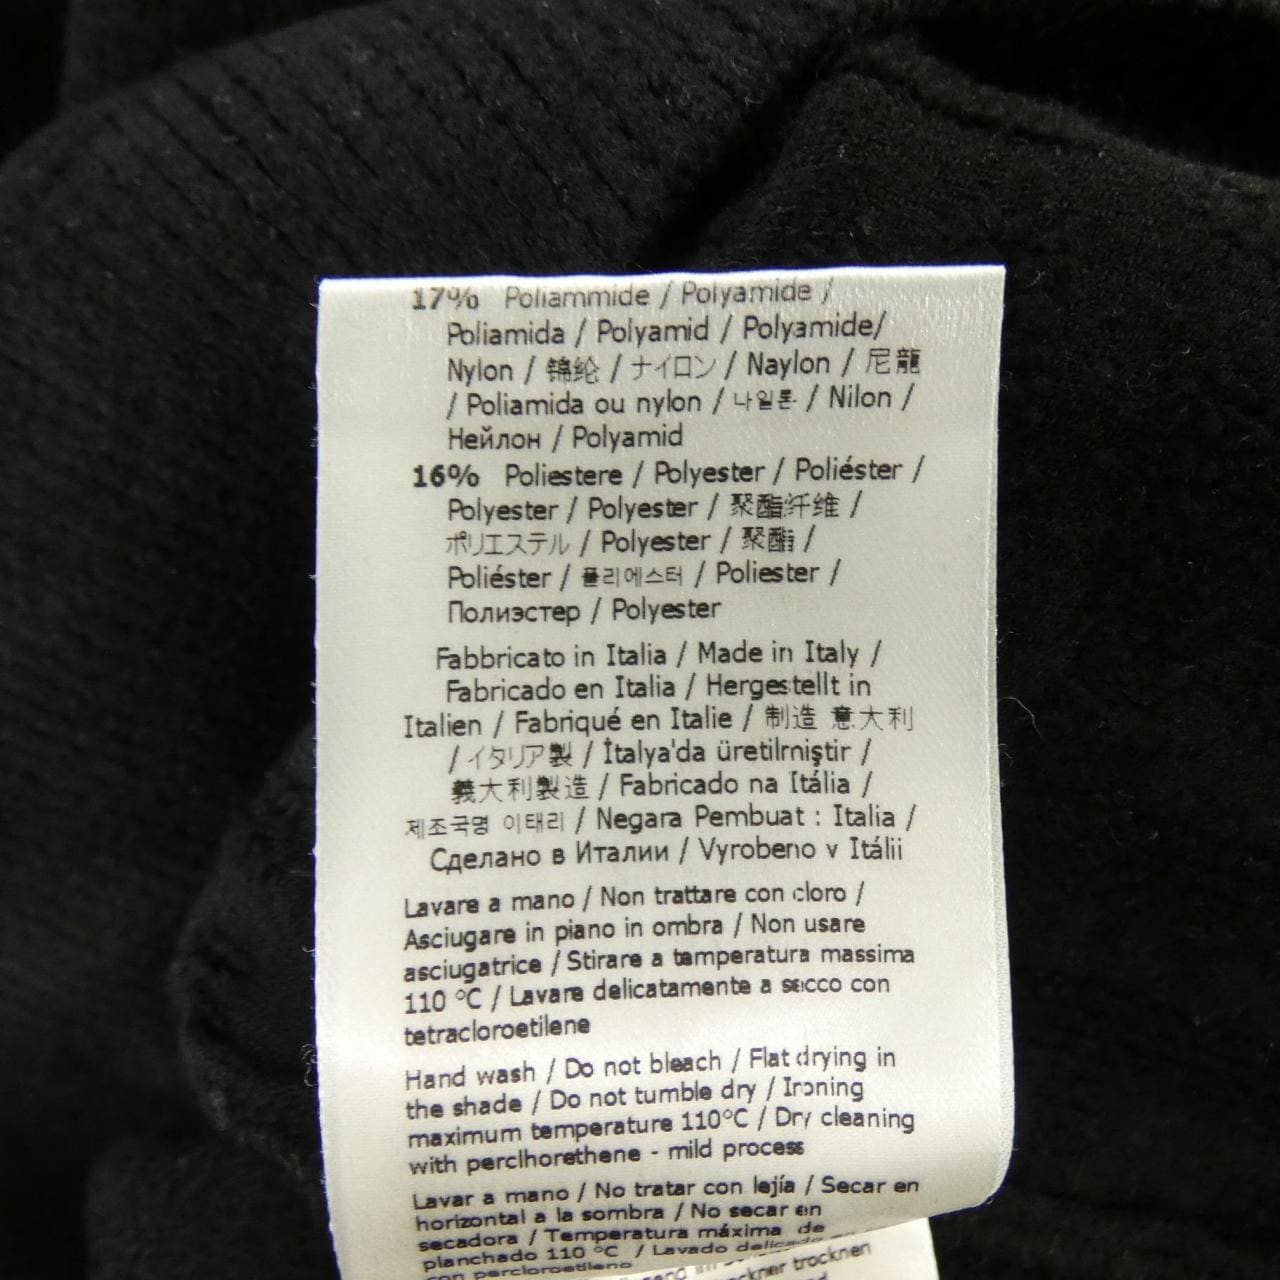 17% Poliammide / Polyamide /
Poliamida / Polyamid / Polyamide/
Nylon / 锦纶 / ナイロン / Naylon / 尼龍
/ Poliamida ou nylon / 나일론 / Nilon /
Нейлон / Polyamid
16% Poliestere / Polyester / Poliéster /
Polyester / Polyester / 聚酯纤维 /
ポリエステル / Polyester / 聚酯 /
Poliéster / 폴리에스터 / Poliester /
Полиэстер / Polyester
Fabbricato in Italia / Made in Italy /
Fabricado en Italia / Hergestellt in
Italien / Fabriqué en Italie / 制造 意大利
/ イタリア製 / İtalya'da üretilmiştir /
義大利製造 / Fabricado na Itália /
제조국명 이태리 / Negara Pembuat : Italia /
Сделано в Италии / Vyrobeno v Itálii
Lavare a mano / Non trattare con cloro /
Asciugare in piano in ombra / Non usare
asciugatrice / Stirare a temperatura massima
110 °C / Lavare delicatamente a secco con
tetracloroetilene
Hand wash / Do not bleach / Flat drying in
the shade / Do not tumble dry / Ironing
maximum temperature 110°C / Dry cleaning
with perclhorethene - mild process
Lavar a mano / No tratar con lejía / Secar en
horizontal a la sombra / No secar en
secadora / Temperatura máxima de
planchado 110 °C / Lavado delicado en
con percloroetileno
trocknen